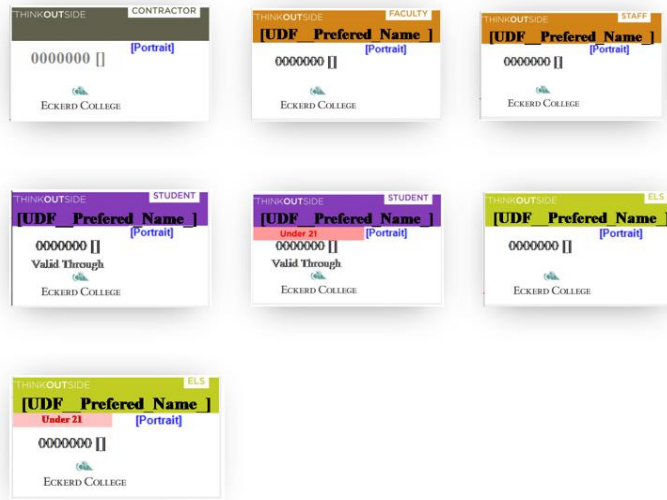 THINKOUTSIDE CONTRACTOR
[Portrait]
0000000 []
ECKERD COLLEGE
THINKOUTSIDE FACULTY
[UDF__Prefered_Name_]
[Portrait]
0000000 []
ECKERD COLLEGE
THINKOUTSIDE STAFF
[UDF__Prefered_Name_]
[Portrait]
0000000 []
ECKERD COLLEGE
THINKOUTSIDE STUDENT
[UDF__Prefered_Name_]
[Portrait]
0000000 []
Valid Through
ECKERD COLLEGE
THINKOUTSIDE STUDENT
[UDF__Prefered_Name_]
Under 21 [Portrait]
0000000 []
Valid Through
ECKERD COLLEGE
THINKOUTSIDE ELS
[UDF__Prefered_Name_]
[Portrait]
0000000 []
ECKERD COLLEGE
THINKOUTSIDE ELS
[UDF__Prefered_Name_]
Under 21 [Portrait]
0000000 []
ECKERD COLLEGE